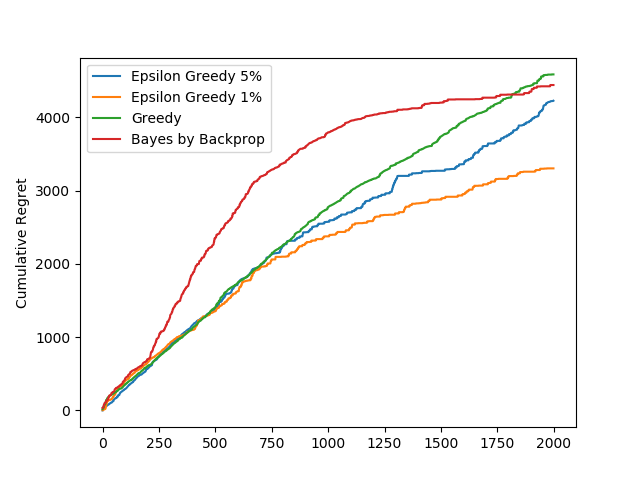 Epsilon Greedy 5%
Epsilon Greedy 1%
Greedy
Bayes by Backprop
Cumulative Regret
4000
3000
2000
1000
0
0 250 500 750 1000 1250 1500 1750 2000